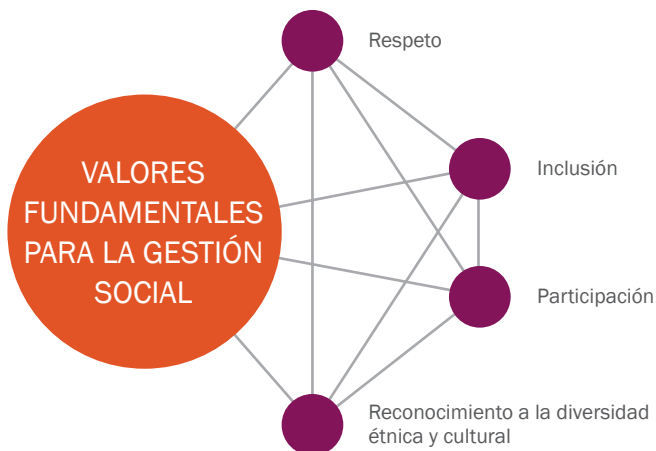 VALORES
FUNDAMENTALES
PARA LA GESTIÓN
SOCIAL
Respeto
Inclusión
Participación
Reconocimiento a la diversidad
étnica y cultural